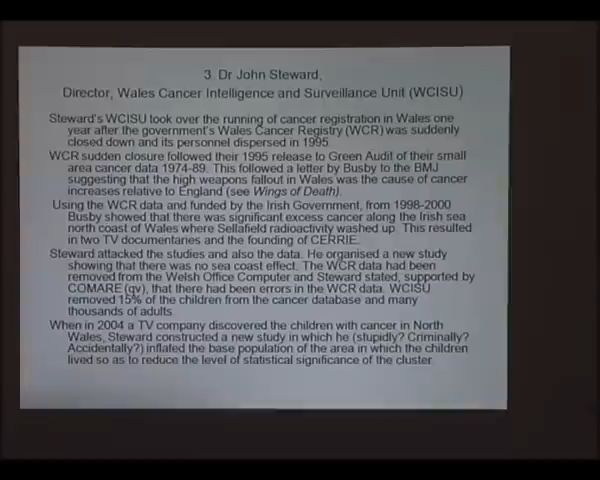 3. Dr John Steward,
Director, Wales Cancer Intelligence and Surveillance Unit (WCISU)
Steward's WCISU took over the running of cancer registration in Wales one
year after the government's Wales Cancer Registry (WCR) was suddenly
closed down and its personnel dispersed in 1995.
WCR sudden closure followed their 1995 release to Green Audit of their small
area cancer data 1974-89. This followed a letter by Busby to the BMJ
suggesting that the high weapons fallout in Wales was the cause of cancer
increases relative to England (see Wings of Death).
Using the WCR data and funded by the Irish Government, from 1998-2000
Busby showed that there was significant excess cancer along the Irish sea
north coast of Wales where Sellafield radioactivity washed up. This resulted
in two TV documentaries and the founding of CERRIE.
Steward attacked the studies and also the data. He organised a new study
showing that there was no sea coast effect. The WCR data had been
removed from the Welsh Office Computer and Steward stated, supported by
COMARE (qv), that there had been errors in the WCR data. WCISU
removed 15% of the children from the cancer database and many
thousands of adults.
When in 2004 a TV company discovered the children with cancer in North
Wales, Steward constructed a new study in which he (stupidly? Criminally?
Accidentally?) inflated the base population of the area in which the children
lived so as to reduce the level of statistical significance of the cluster.